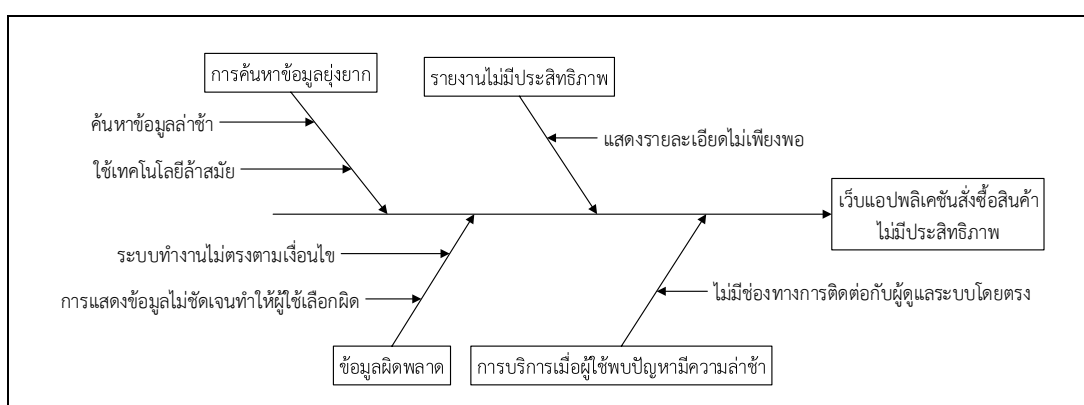 การค้นหาข้อมูลยุ่งยาก
รายงานไม่มีประสิทธิภาพ
ค้นหาข้อมูลล่าช้า
แสดงรายละเอียดไม่เพียงพอ
ใช้เทคโนโลยีล้าสมัย
เว็บแอปพลิเคชันสั่งซื้อสินค้า
ไม่มีประสิทธิภาพ
ระบบทำงานไม่ตรงตามเงื่อนไข
การแสดงข้อมูลไม่ชัดเจนทำให้ผู้ใช้เลือกผิด
ไม่มีช่องทางการติดต่อกับผู้ดูแลระบบโดยตรง
ข้อมูลผิดพลาด
การบริการเมื่อผู้ใช้พบปัญหามีความล่าช้า